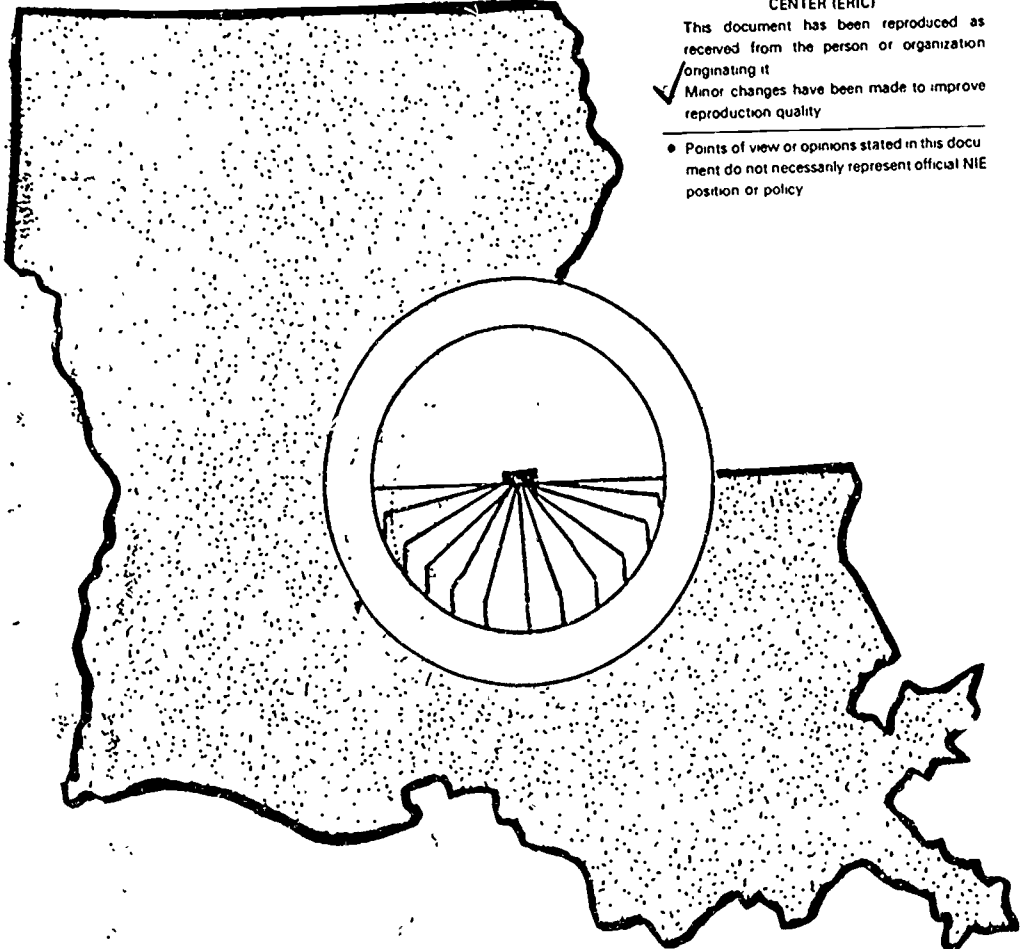 CENTER (ERIC)
This document has been reproduced as
received from the person or organization
originating it
Minor changes have been made to improve
reproduction quality
• Points of view or opinions stated in this docu
ment do not necessarily represent official NIE
position or policy